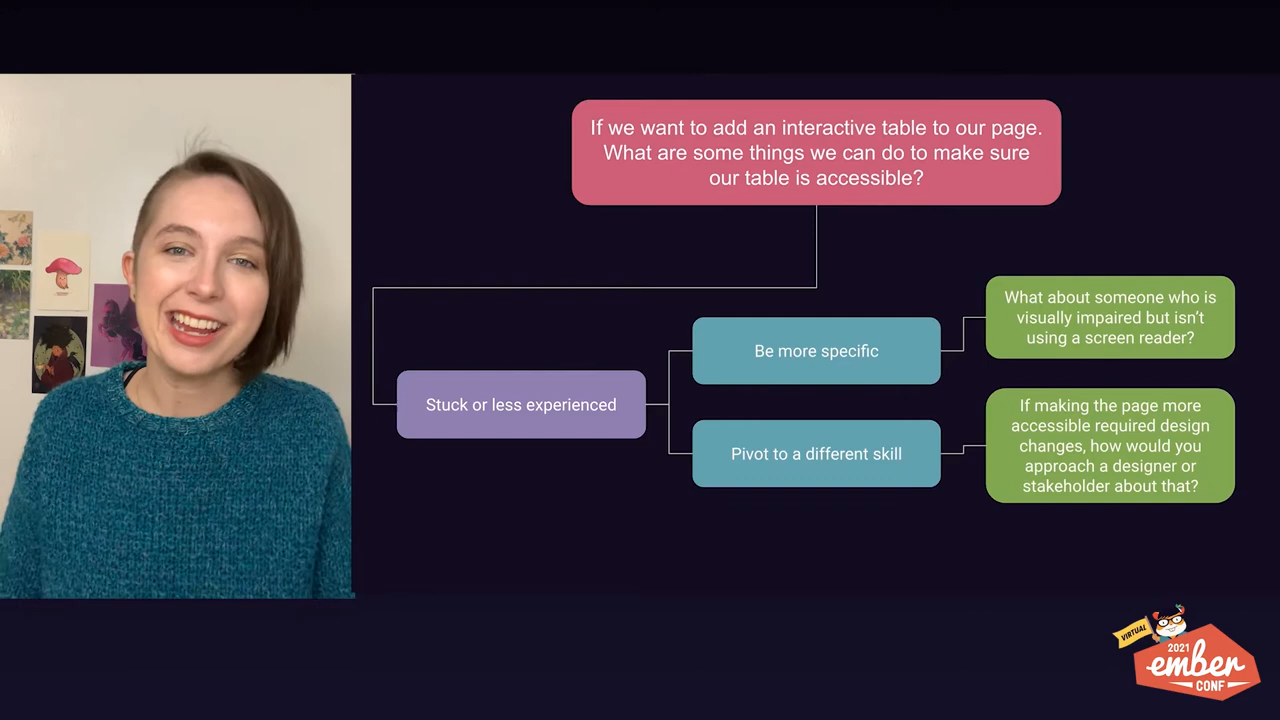 If we want to add an interactive table to our page.
What are some things we can do to make sure
our table is accessible?
Stuck or less experienced
Be more specific
What about someone who is
visually impaired but isn't
using a screen reader?
Pivot to a different skill
If making the page more
accessible required design
changes, how would you
approach a designer or
stakeholder about that?
VIRTUAL
2021
ember
CONF